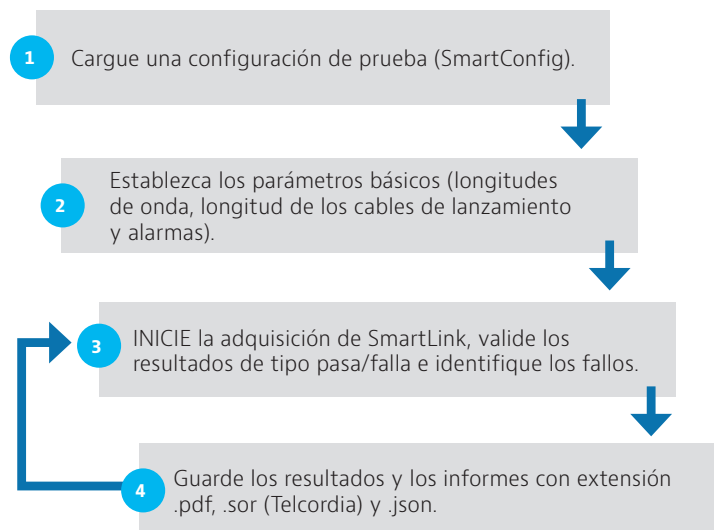 1
Cargue una configuración de prueba (SmartConfig).
2
Establezca los parámetros básicos (longitudes
de onda, longitud de los cables de lanzamiento
y alarmas).
3
INICIE la adquisición de SmartLink, valide los
resultados de tipo pasa/falla e identifique los fallos.
4
Guarde los resultados y los informes con extensión
.pdf, .sor (Telcordia) y .json.